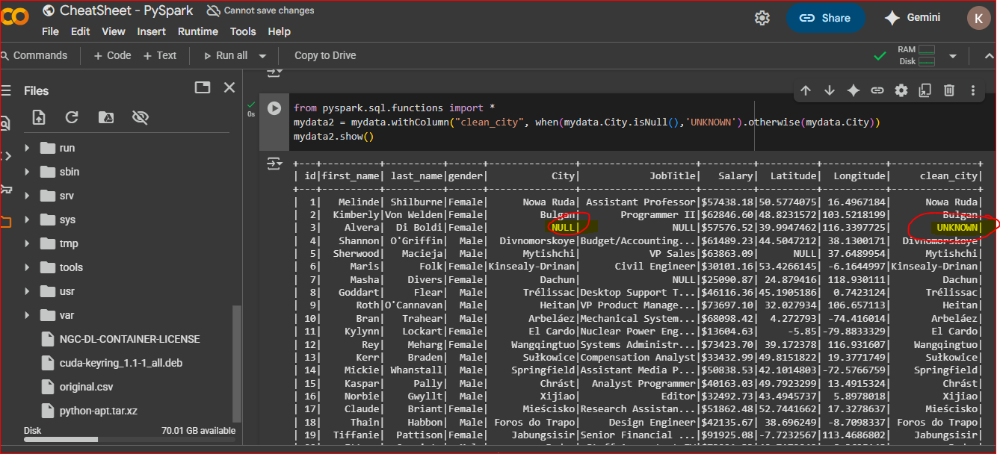 CheatSheet - PySpark Cannot save changes
File Edit View Insert Runtime Tools Help
Share Gemini K
Commands + Code + Text Run all Copy to Drive
RAM
Disk
Files
run
sbin
srv
sys
tmp
tools
usr
var
NGC-DL-CONTAINER-LICENSE
cuda-keyring_1.1-1_all.deb
original.csv
python-apt.tar.xz
Disk 70.01 GB available
0s
from pyspark.sql.functions import *
mydata2 = mydata.withColumn("clean_city", when(mydata.City.isNull(),'UNKNOWN').otherwise(mydata.City))
mydata2.show()
+---+----------+----------+------+---------------+--------------------+---------+----------+-----------+---------------+
| id|first_name| last_name|gender|           City|            JobTitle|   Salary|  Latitude|  Longitude|     clean_city|
+---+----------+----------+------+---------------+--------------------+---------+----------+-----------+---------------+
|  1|   Melinde| Shilburne|Female|      Nowa Ruda| Assistant Professor|$57438.18|50.5774075| 16.4967184|      Nowa Ruda|
|  2|  Kimberly|Von Welden|Female|         Bulgan|       Programmer II|$62846.60|48.8231572|103.5218199|         Bulgan|
|  3|    Alvera|  Di Boldi|Female|           NULL|                NULL|$57576.52|39.9947462|116.3397725|        UNKNOWN|
|  4|   Shannon| O'Griffin|  Male|  Divnomorskoye|Budget/Accounting...|$61489.23|44.5047212| 38.1300171|  Divnomorskoye|
|  5|  Sherwood|   Macieja|  Male|      Mytishchi|            VP Sales|$63863.09|      NULL| 37.6489954|      Mytishchi|
|  6|     Maris|      Folk|Female|Kinsealy-Drinan|      Civil Engineer|$30101.16|53.4266145| -6.1644997|Kinsealy-Drinan|
|  7|     Masha|    Divers|Female|         Dachun|                NULL|$25090.87| 24.879416| 118.930111|         Dachun|
|  8|   Goddart|     Flear|  Male|      Trélissac|Desktop Support T...|$46116.36|45.1905186|  0.7423124|      Trélissac|
|  9|      Roth|O'Cannavan|  Male|         Heitan|VP Product Manage...|$73697.10| 32.027934| 106.657113|         Heitan|
| 10|      Bran|   Trahear|  Male|       Arbeláez|Mechanical System...|$68098.42|  4.272793| -74.416014|       Arbeláez|
| 11|    Kylynn|   Lockart|Female|       El Cardo|Nuclear Power Eng...|$13604.63|     -5.85|-79.8833329|       El Cardo|
| 12|       Rey|    Meharg|Female|    Wangqingtuo|Systems Administr...|$73423.70| 39.172378| 116.931607|    Wangqingtuo|
| 13|      Kerr|    Braden|  Male|      Sułkowice|Compensation Analyst|$33432.99|49.8151822| 19.3771749|      Sułkowice|
| 14|    Mickie| Whanstall|  Male|    Springfield|Assistant Media P...|$50838.53|42.1014803|-72.5766759|    Springfield|
| 15|    Kaspar|     Pally|  Male|         Chrást|  Analyst Programmer|$40163.03|49.7923299| 13.4915324|         Chrást|
| 16|    Norbie|    Gwyllt|  Male|         Xijiao|              Editor|$32492.73|43.4945737|  5.8978018|         Xijiao|
| 17|    Claude|    Briant|Female|      Mieścisko|Research Assistan...|$51862.48|52.7441662| 17.3278637|      Mieścisko|
| 18|     Thain|    Habbon|  Male| Foros do Trapo|     Design Engineer|$42135.67| 38.696249| -8.7098337| Foros do Trapo|
| 19|  Tiffanie|  Pattison|Female|    Jabungsisir|Senior Financial ...|$91925.08|-7.7232567|113.4686802|    Jabungsisir|